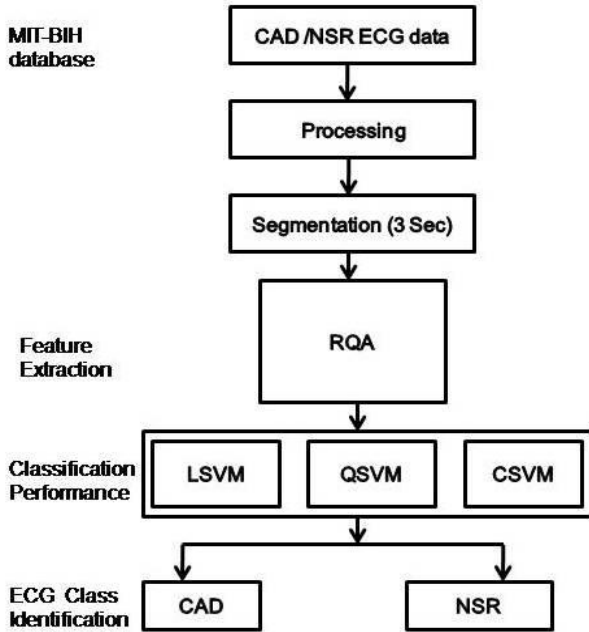 MIT-BIH
database
CAD /NSR ECG data
Processing
Segmentation (3 Sec)
Feature
Extraction
RQA
Classification
Performance
LSVM
QSVM
CSVM
ECG Class
Identification
CAD
NSR